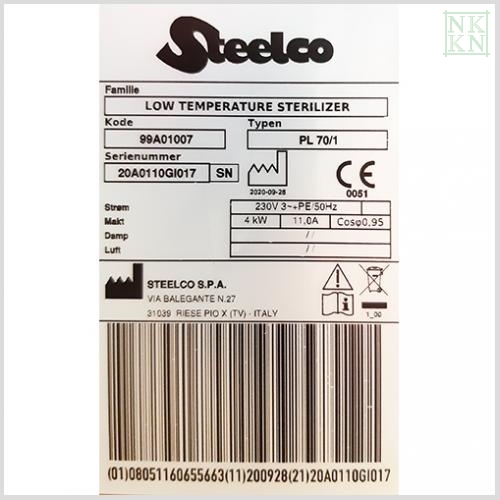 NK
KN
Steelco
Familie
LOW TEMPERATURE STERILIZER
Kode Typen
99A01007 PL 70/1
Serienummer
20A0110GI017 SN
2020-09-28
CE
0051
Strøm 230V 3~+PE/50Hz
Makt 4 kW 11,0A Cosφ0,95
Damp //
Luft //
STEELCO S.P.A.
VIA BALEGANTE N.27
31039 RIESE PIO X (TV) - ITALY
i
1_00
(01)08051160655663(11)200928(21)20A0110GI017